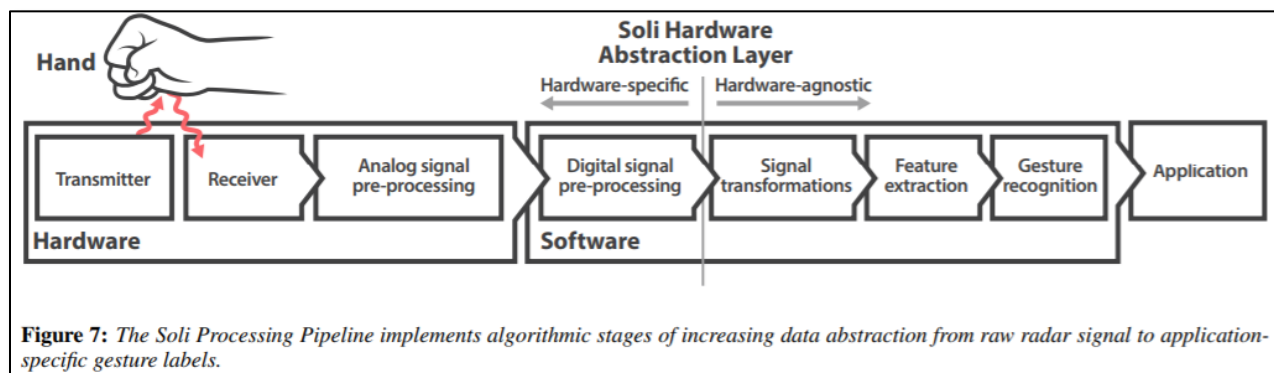 Soli Hardware
Abstraction Layer
Hand
Hardware-specific
Hardware-agnostic
Transmitter
Receiver
Analog signal
pre-processing
Digital signal
pre-processing
Signal
transformations
Feature
extraction
Gesture
recognition
Application
Hardware
Software
Figure 7: The Soli Processing Pipeline implements algorithmic stages of increasing data abstraction from raw radar signal to application-
specific gesture labels.